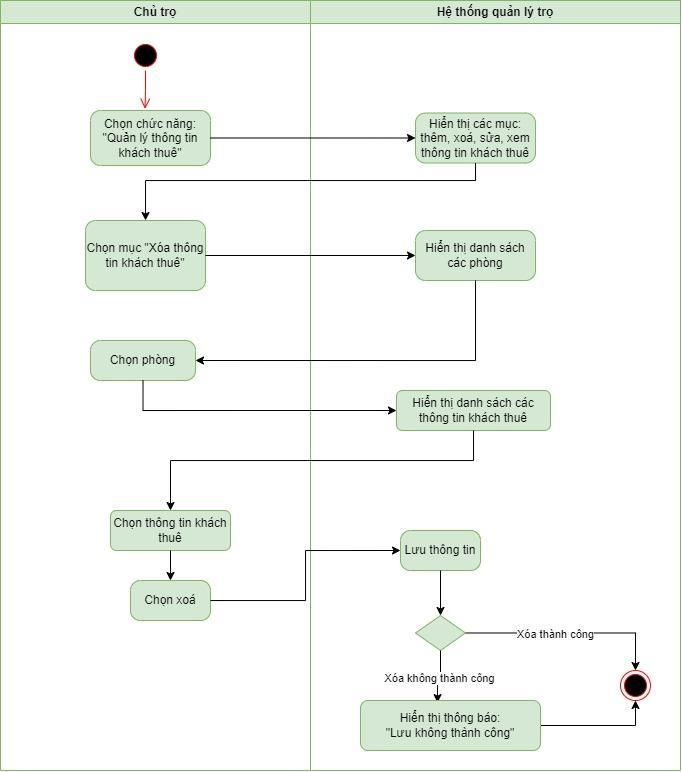 Chủ trọ
Hệ thống quản lý trọ
Chọn chức năng:
"Quản lý thông tin
khách thuê"
Hiển thị các mục:
thêm, xoá, sửa, xem
thông tin khách thuê
Chọn mục "Xóa thông
tin khách thuê"
Hiển thị danh sách
các phòng
Chọn phòng
Hiển thị danh sách các
thông tin khách thuê
Chọn thông tin khách
thuê
Lưu thông tin
Chọn xoá
Xóa thành công
Xóa không thành công
Hiển thị thông báo:
"Lưu không thành công"